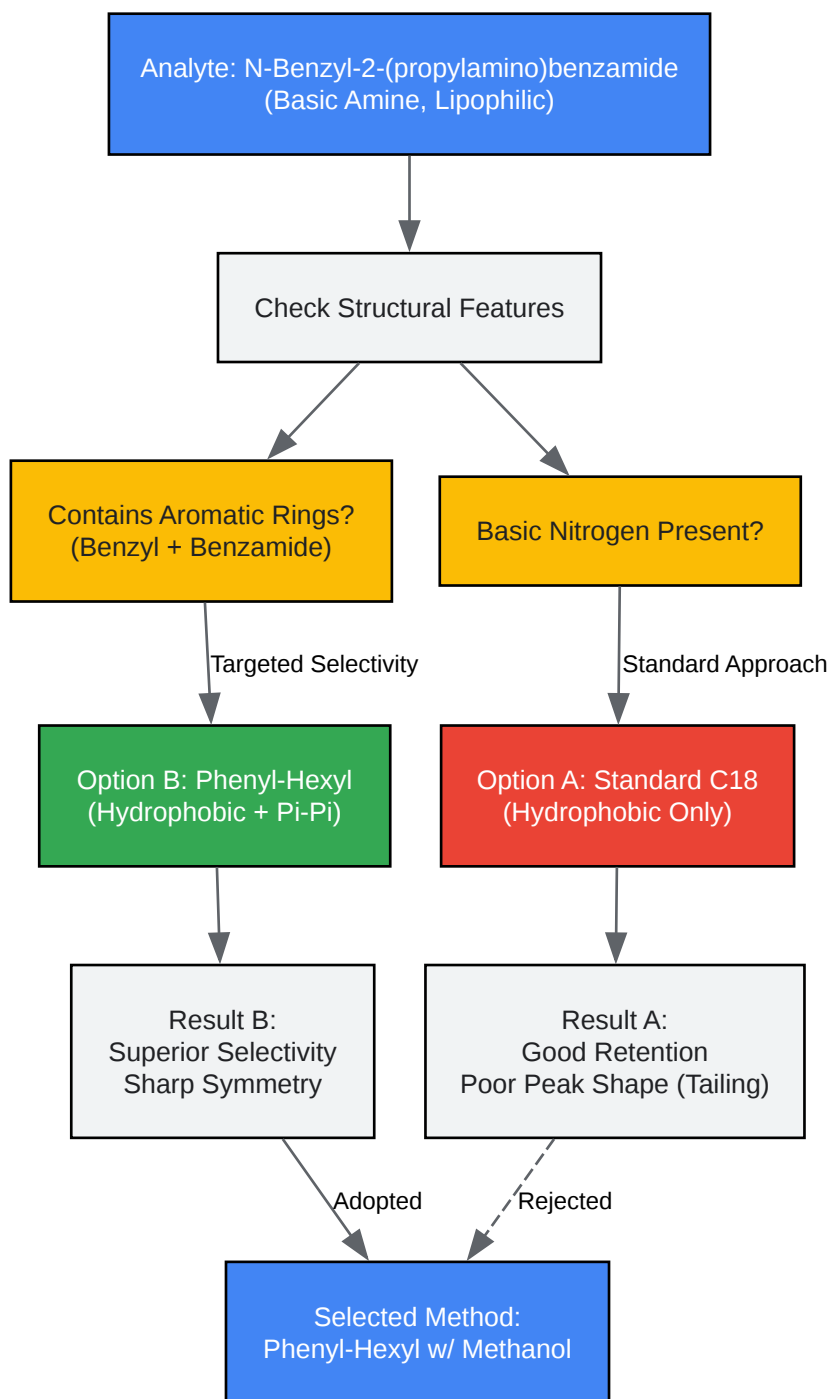 Analyte: N-Benzyl-2-(propylamino)benzamide
(Basic Amine, Lipophilic)
Check Structural Features
Contains Aromatic Rings?
(Benzyl + Benzamide)
Basic Nitrogen Present?
Targeted Selectivity
Standard Approach
Option B: Phenyl-Hexyl
(Hydrophobic + Pi-Pi)
Option A: Standard C18
(Hydrophobic Only)
Result B:
Superior Selectivity
Sharp Symmetry
Result A:
Good Retention
Poor Peak Shape (Tailing)
Adopted
Rejected
Selected Method:
Phenyl-Hexyl w/ Methanol